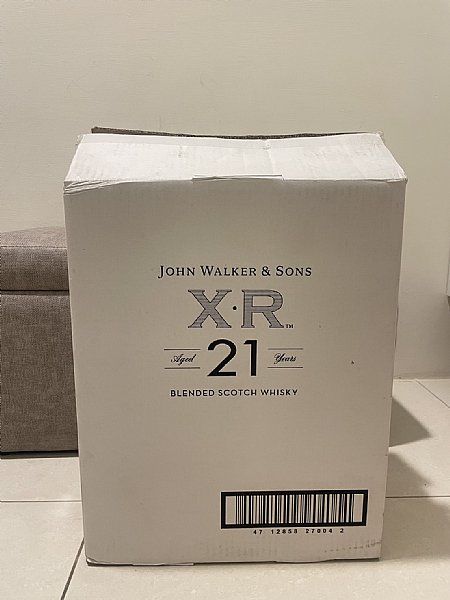 JOHN WALKER & SONS
X·R™
Aged 21 Years
BLENDED SCOTCH WHISKY
47 12858 27004 2